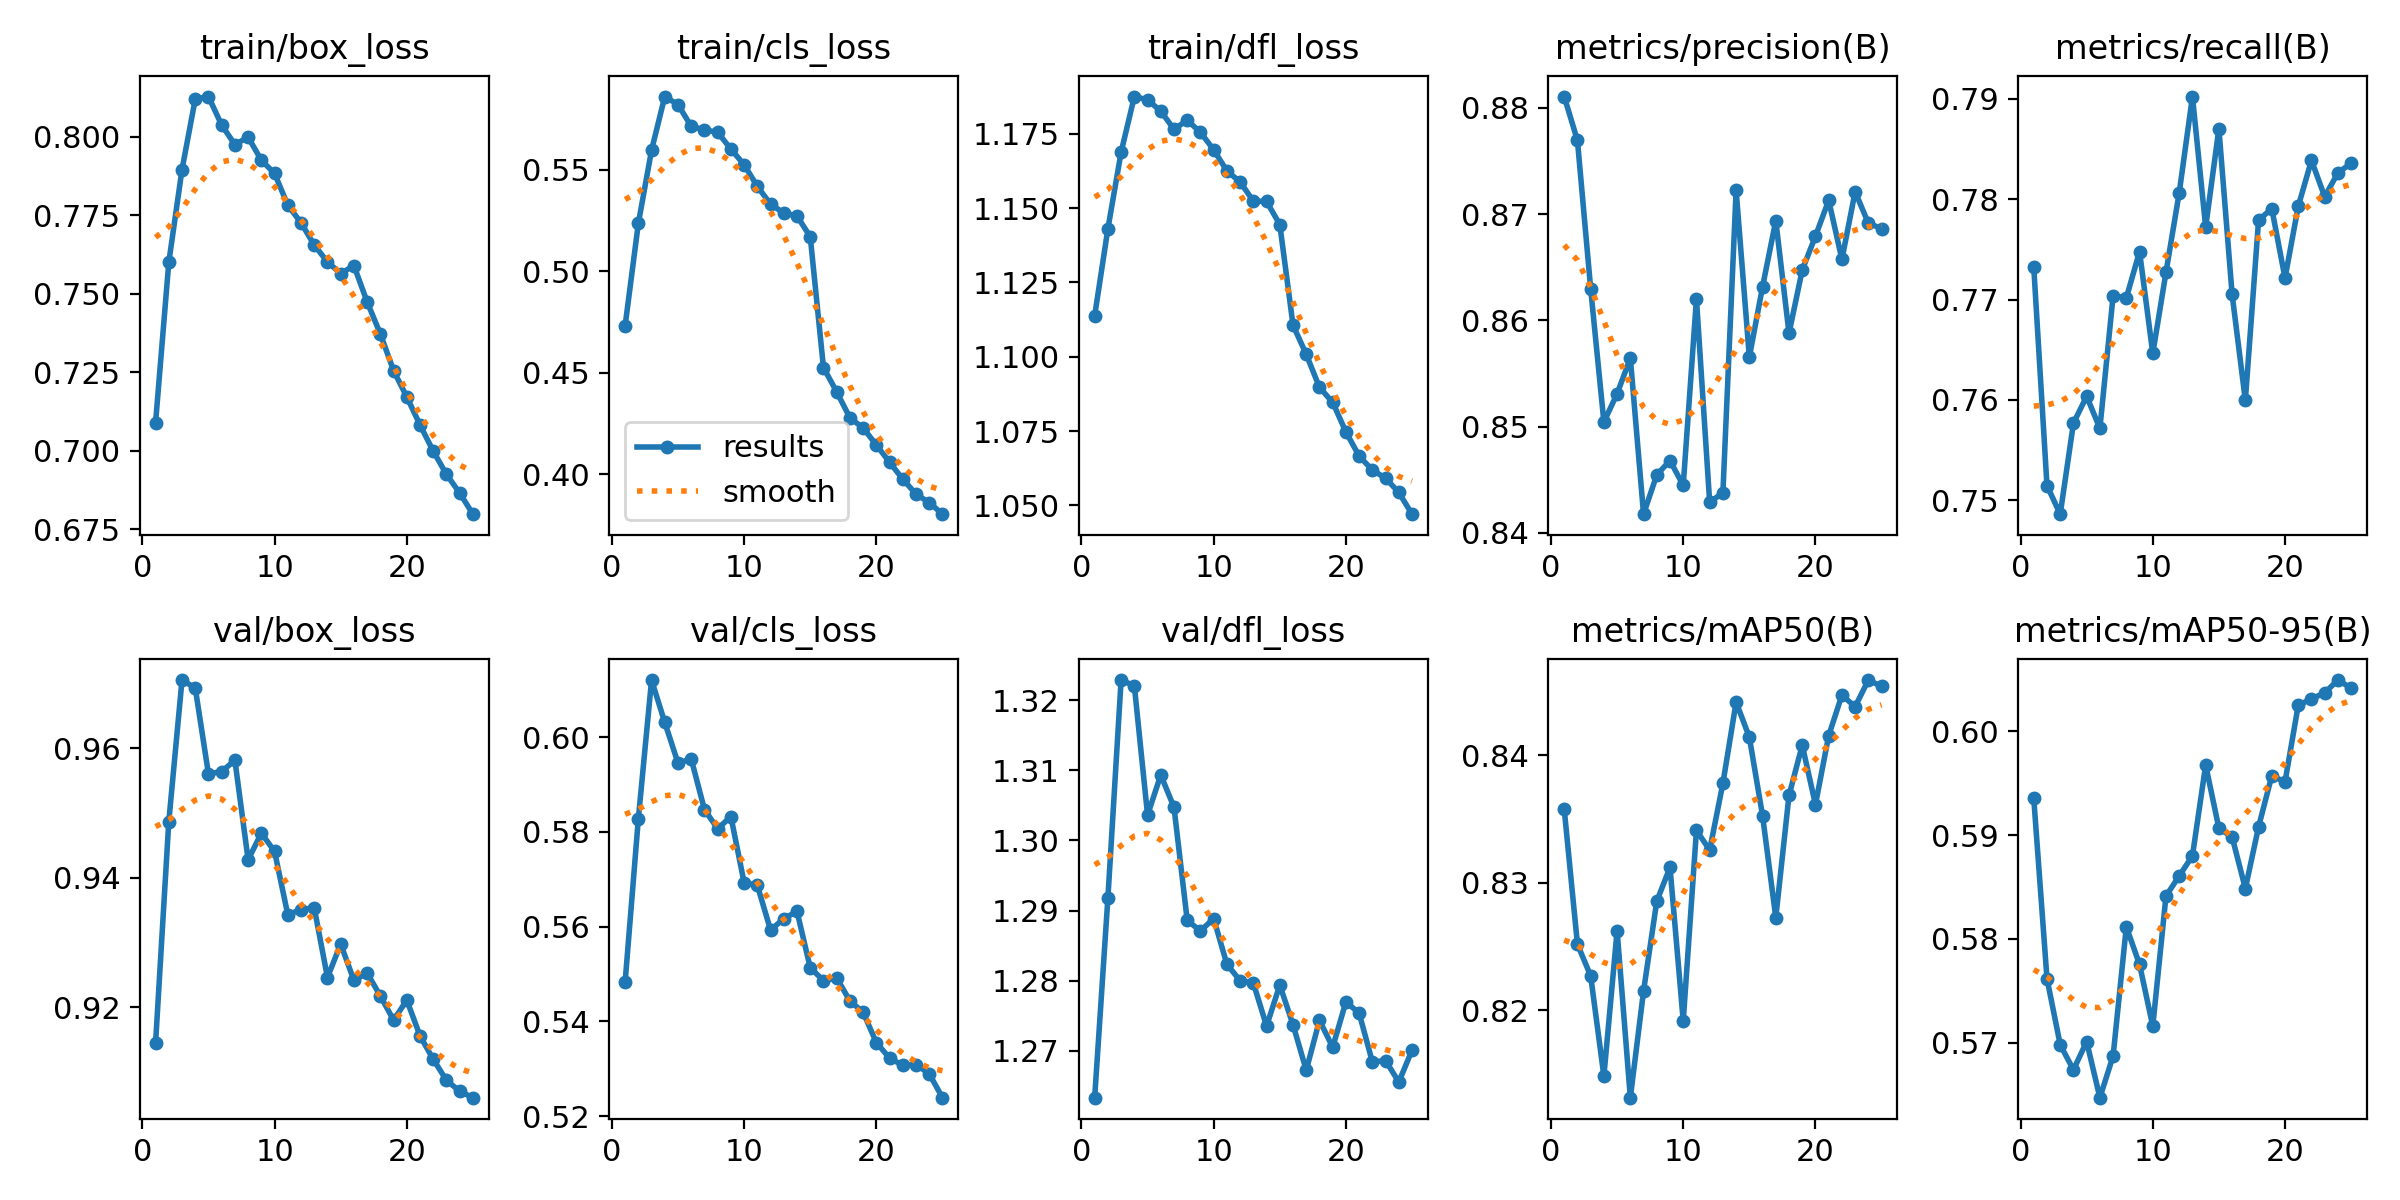 train/box_loss
train/cls_loss
train/dfl_loss
metrics/precision(B)
metrics/recall(B)
0.800
0.775
0.750
0.725
0.700
0.675
0 10 20
0.55
0.50
0.45
0.40
results
smooth
0 10 20
1.175
1.150
1.125
1.100
1.075
1.050
0 10 20
0.88
0.87
0.86
0.85
0.84
0 10 20
0.79
0.78
0.77
0.76
0.75
0 10 20
val/box_loss
val/cls_loss
val/dfl_loss
metrics/mAP50(B)
metrics/mAP50-95(B)
0.96
0.94
0.92
0 10 20
0.60
0.58
0.56
0.54
0.52
0 10 20
1.32
1.31
1.30
1.29
1.28
1.27
0 10 20
0.84
0.83
0.82
0 10 20
0.60
0.59
0.58
0.57
0 10 20